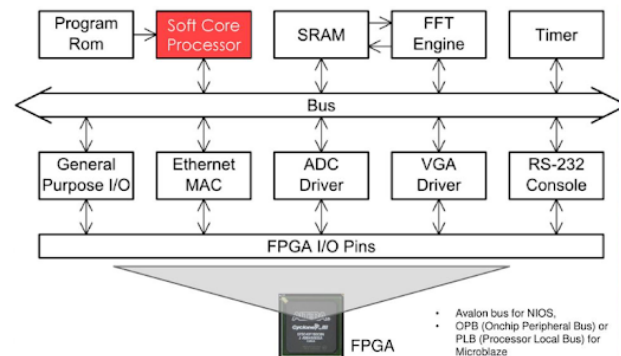 Program
Rom
Soft Core
Processor
SRAM
FFT
Engine
Timer
Bus
General
Purpose I/O
Ethernet
MAC
ADC
Driver
VGA
Driver
RS-232
Console
FPGA I/O Pins
FPGA
• Avalon bus for NIOS,
• OPB (Onchip Peripheral Bus) or
PLB (Processor Local Bus) for
Microblaze